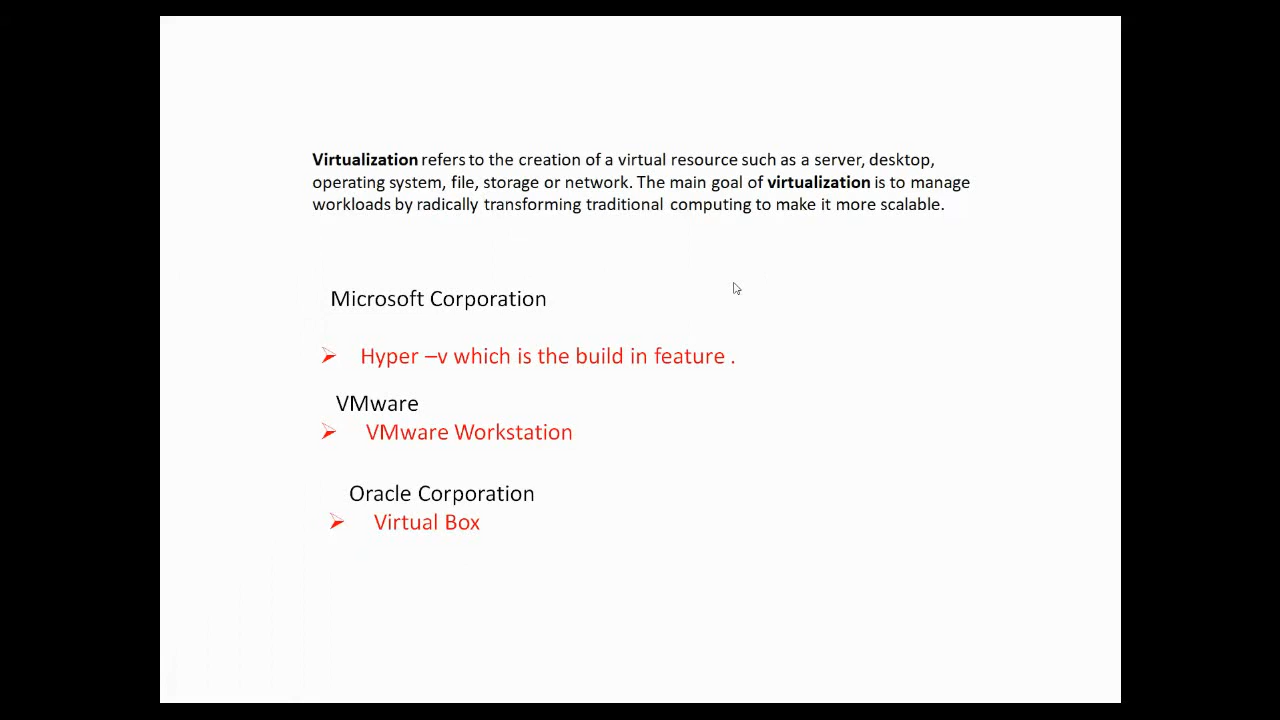 Virtualization refers to the creation of a virtual resource such as a server, desktop,
operating system, file, storage or network. The main goal of virtualization is to manage
workloads by radically transforming traditional computing to make it more scalable.
Microsoft Corporation
Hyper –v which is the build in feature .
VMware
VMware Workstation
Oracle Corporation
Virtual Box